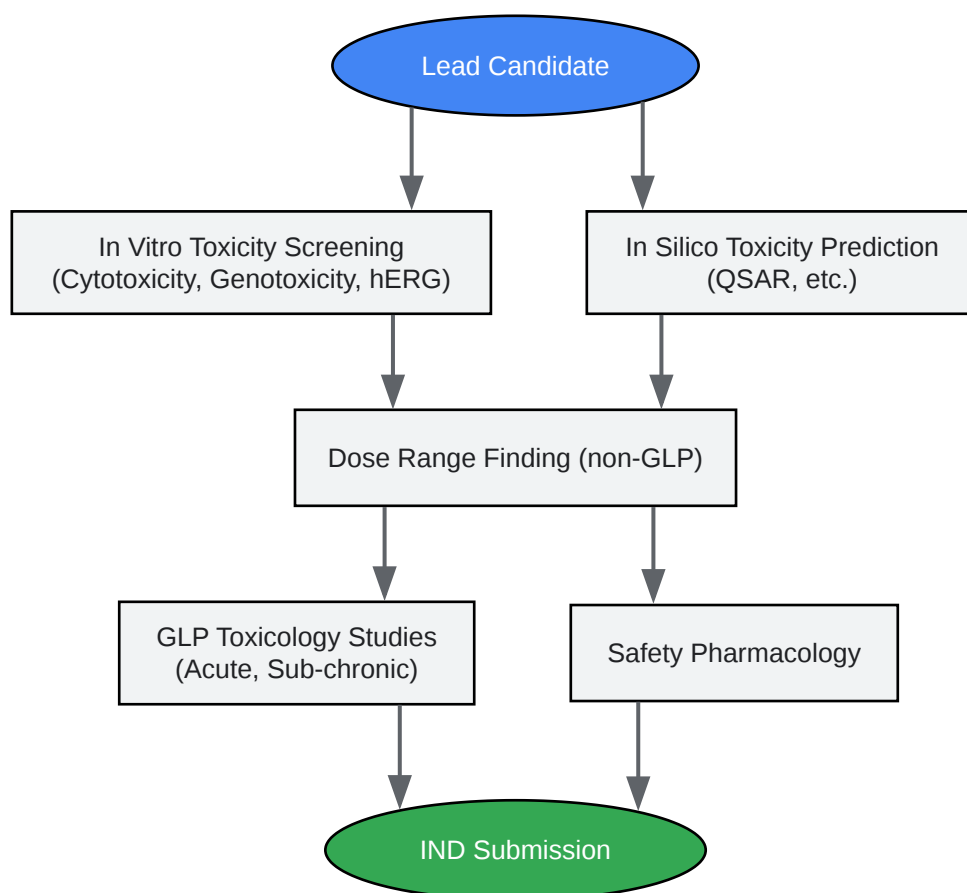 Lead Candidate
In Vitro Toxicity Screening
(Cytotoxicity, Genotoxicity, hERG)
In Silico Toxicity Prediction
(QSAR, etc.)
Dose Range Finding (non-GLP)
GLP Toxicology Studies
(Acute, Sub-chronic)
Safety Pharmacology
IND Submission